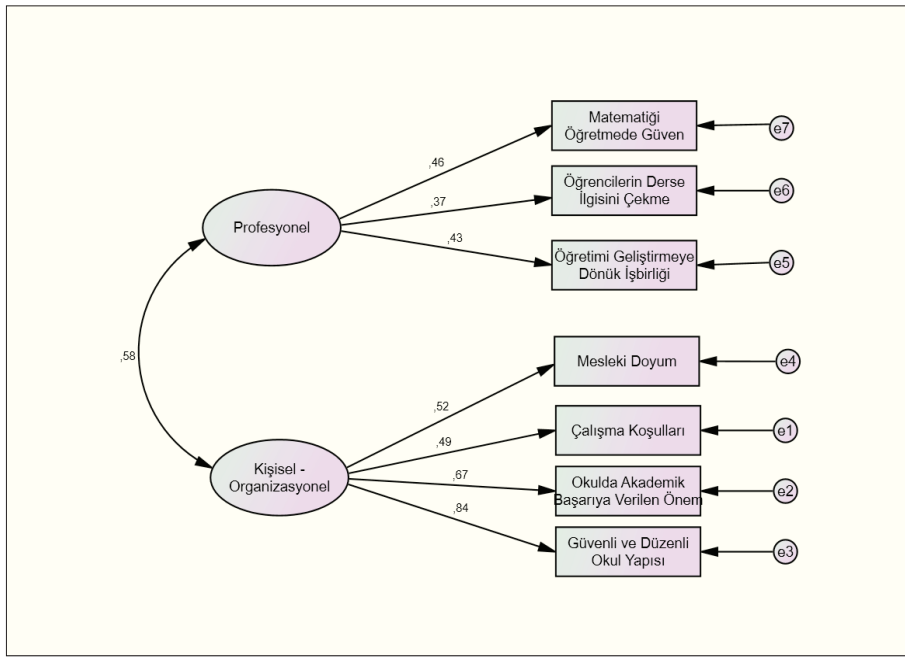 Matematiği
Öğretmede Güven
e7
,46
Öğrencilerin Derse
İlgisini Çekme
e6
,37
Profesyonel
,43
Öğretimi Geliştirmeye
Dönük İşbirliği
e5
,58
Mesleki Doyum
e4
,52
Çalışma Koşulları
e1
,49
Kişisel -
Organizasyonel
,67
Okulda Akademik
Başarıya Verilen Önem
e2
,84
Güvenli ve Düzenli
Okul Yapısı
e3